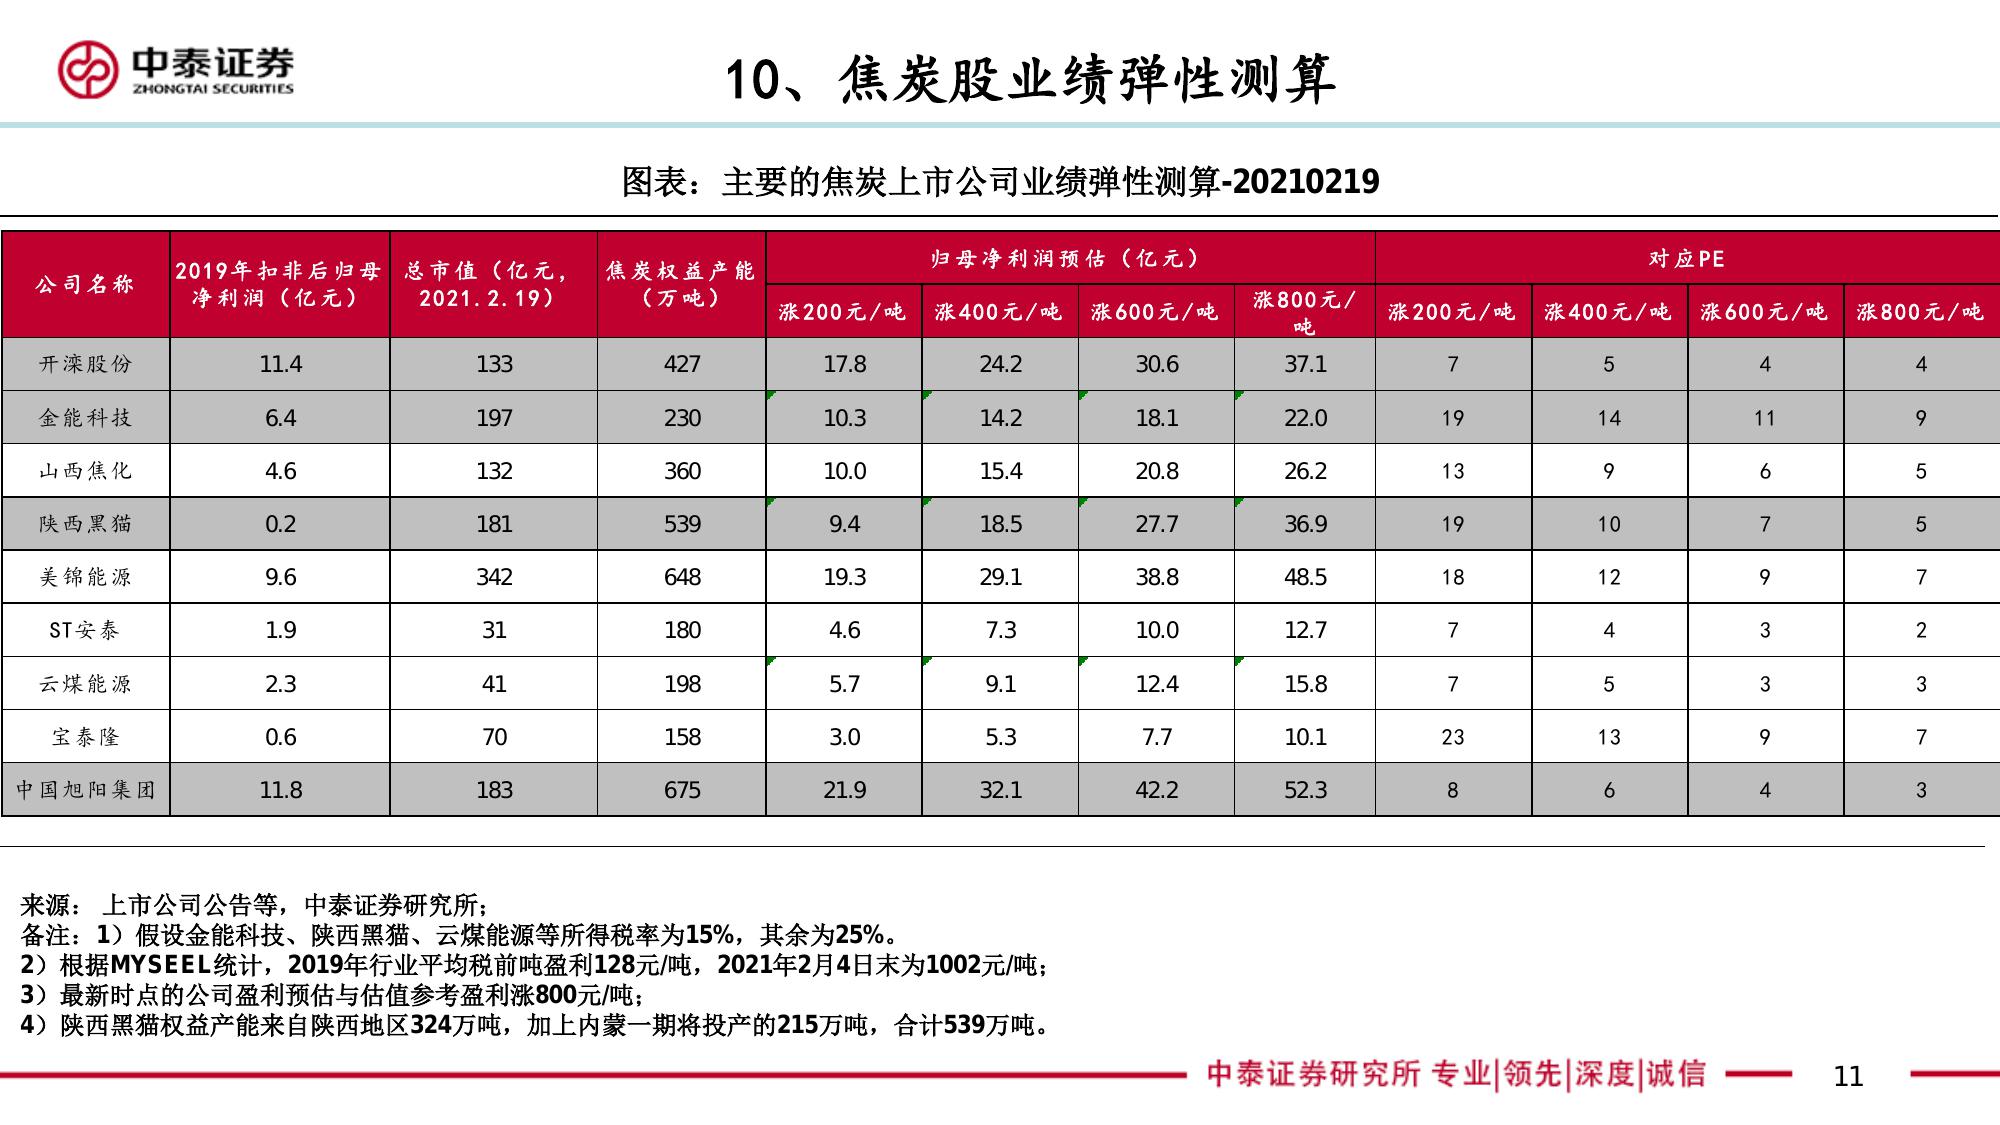 中泰证券
ZHONGTAI SECURITIES
10、焦炭股业绩弹性测算
图表：主要的焦炭上市公司业绩弹性测算-20210219
公司名称 2019年扣非后归母净利润（亿元） 总市值（亿元，2021.2.19） 焦炭权益产能（万吨） 归母净利润预估（亿元） 对应PE
涨200元/吨 涨400元/吨 涨600元/吨 涨800元/吨 涨200元/吨 涨400元/吨 涨600元/吨 涨800元/吨
开滦股份 11.4 133 427 17.8 24.2 30.6 37.1 7 5 4 4
金能科技 6.4 197 230 10.3 14.2 18.1 22.0 19 14 11 9
山西焦化 4.6 132 360 10.0 15.4 20.8 26.2 13 9 6 5
陕西黑猫 0.2 181 539 9.4 18.5 27.7 36.9 19 10 7 5
美锦能源 9.6 342 648 19.3 29.1 38.8 48.5 18 12 9 7
ST安泰 1.9 31 180 4.6 7.3 10.0 12.7 7 4 3 2
云煤能源 2.3 41 198 5.7 9.1 12.4 15.8 7 5 3 3
宝泰隆 0.6 70 158 3.0 5.3 7.7 10.1 23 13 9 7
中国旭阳集团 11.8 183 675 21.9 32.1 42.2 52.3 8 6 4 3
来源： 上市公司公告等，中泰证券研究所；
备注：1）假设金能科技、陕西黑猫、云煤能源等所得税率为15%，其余为25%。
2）根据MYSEEL统计，2019年行业平均税前吨盈利128元/吨，2021年2月4日末为1002元/吨；
3）最新时点的公司盈利预估与估值参考盈利涨800元/吨；
4）陕西黑猫权益产能来自陕西地区324万吨，加上内蒙一期将投产的215万吨，合计539万吨。
中泰证券研究所 专业|领先|深度|诚信
11